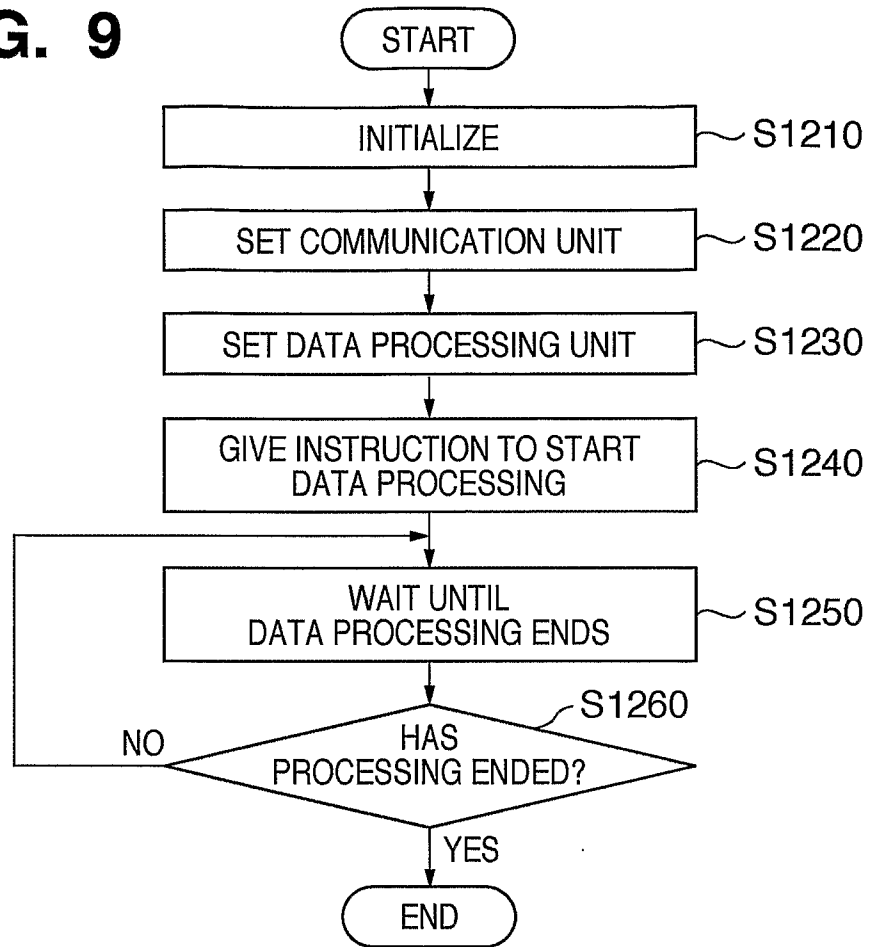 G. 9
START
INITIALIZE
S1210
SET COMMUNICATION UNIT
S1220
SET DATA PROCESSING UNIT
S1230
GIVE INSTRUCTION TO START
DATA PROCESSING
S1240
WAIT UNTIL
DATA PROCESSING ENDS
S1250
S1260
HAS
PROCESSING ENDED?
NO
YES
END